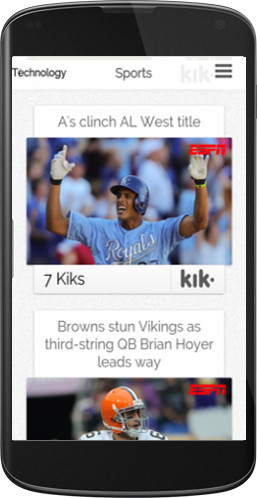 Technology Sports kik·
A's clinch AL West title
ESPN
Royals
7 Kiks kik·
Browns stun Vikings as
third-string QB Brian Hoyer
leads way
ESPN